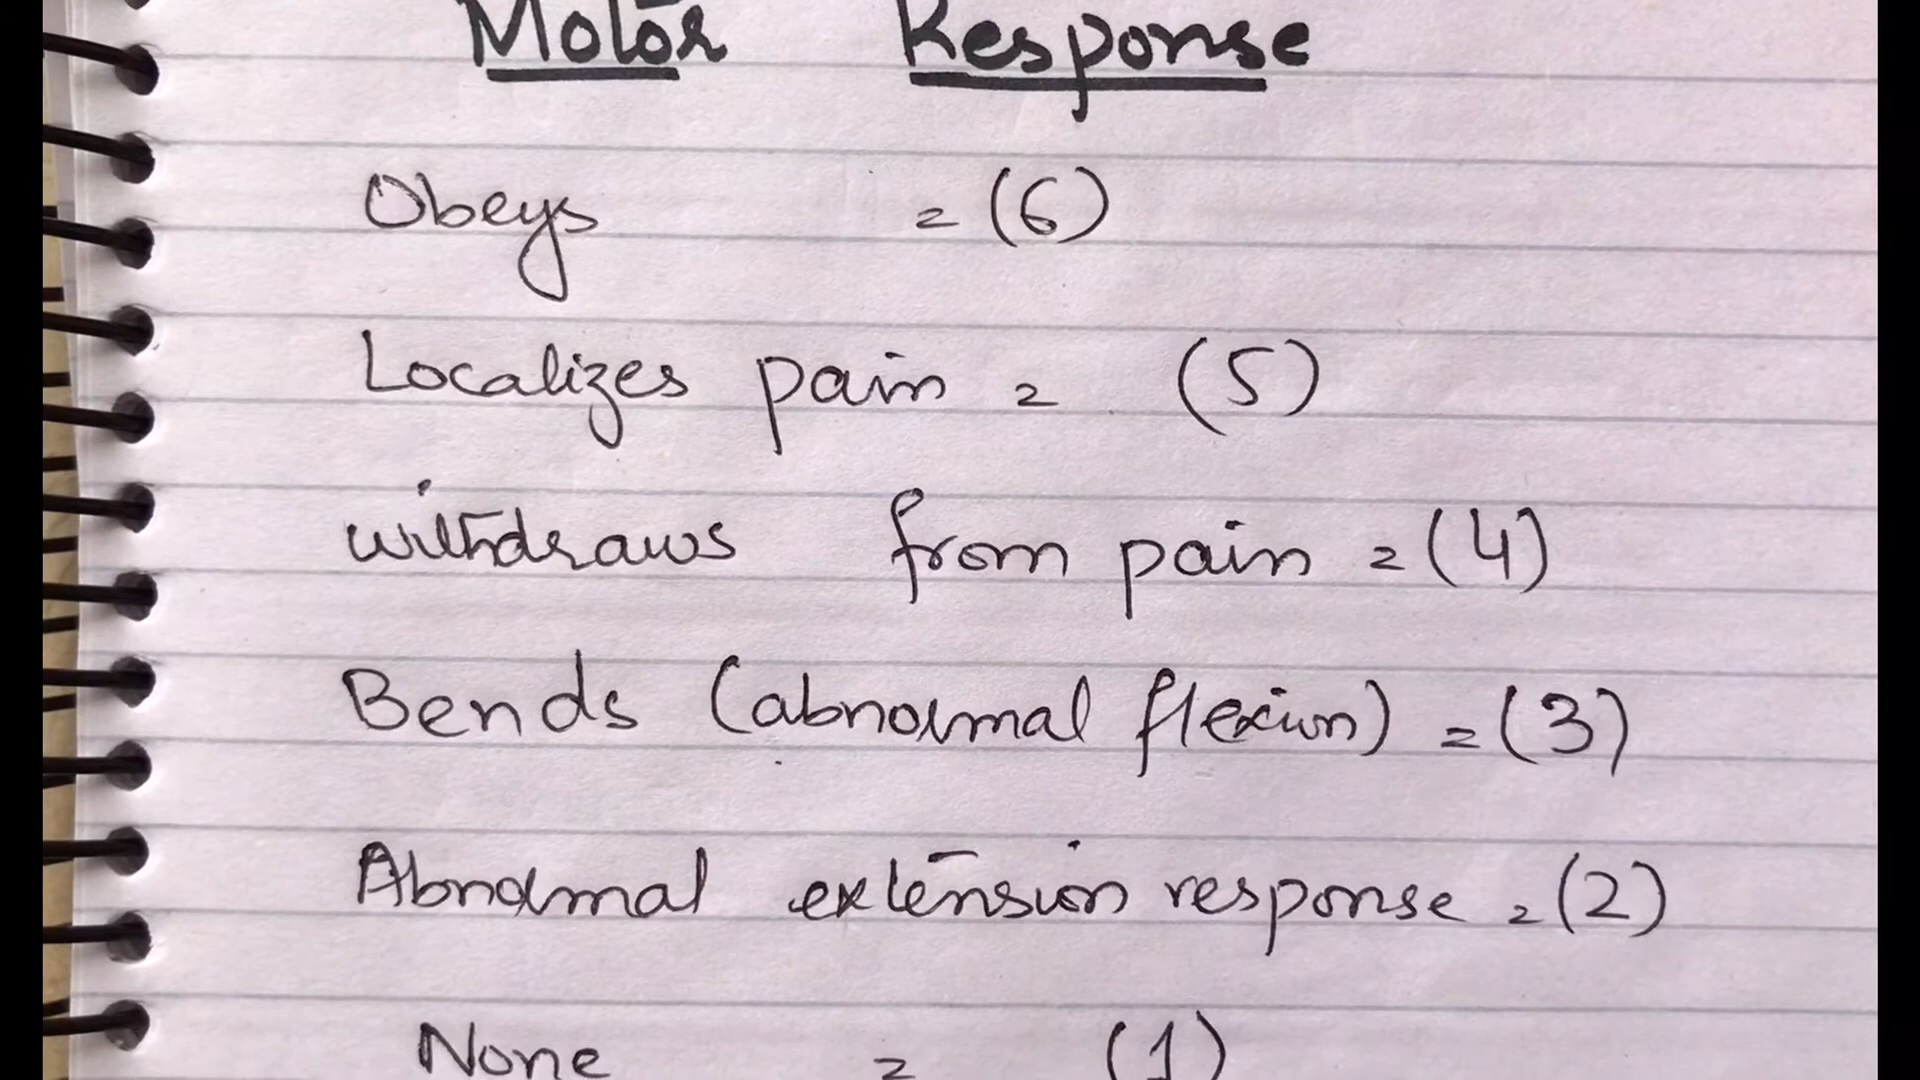 Motor Response
Obeys = (6)
Localizes pain = (5)
withdraws from pain = (4)
Bends (abnormal flexion) = (3)
Abnormal extension response = (2)
None = (1)